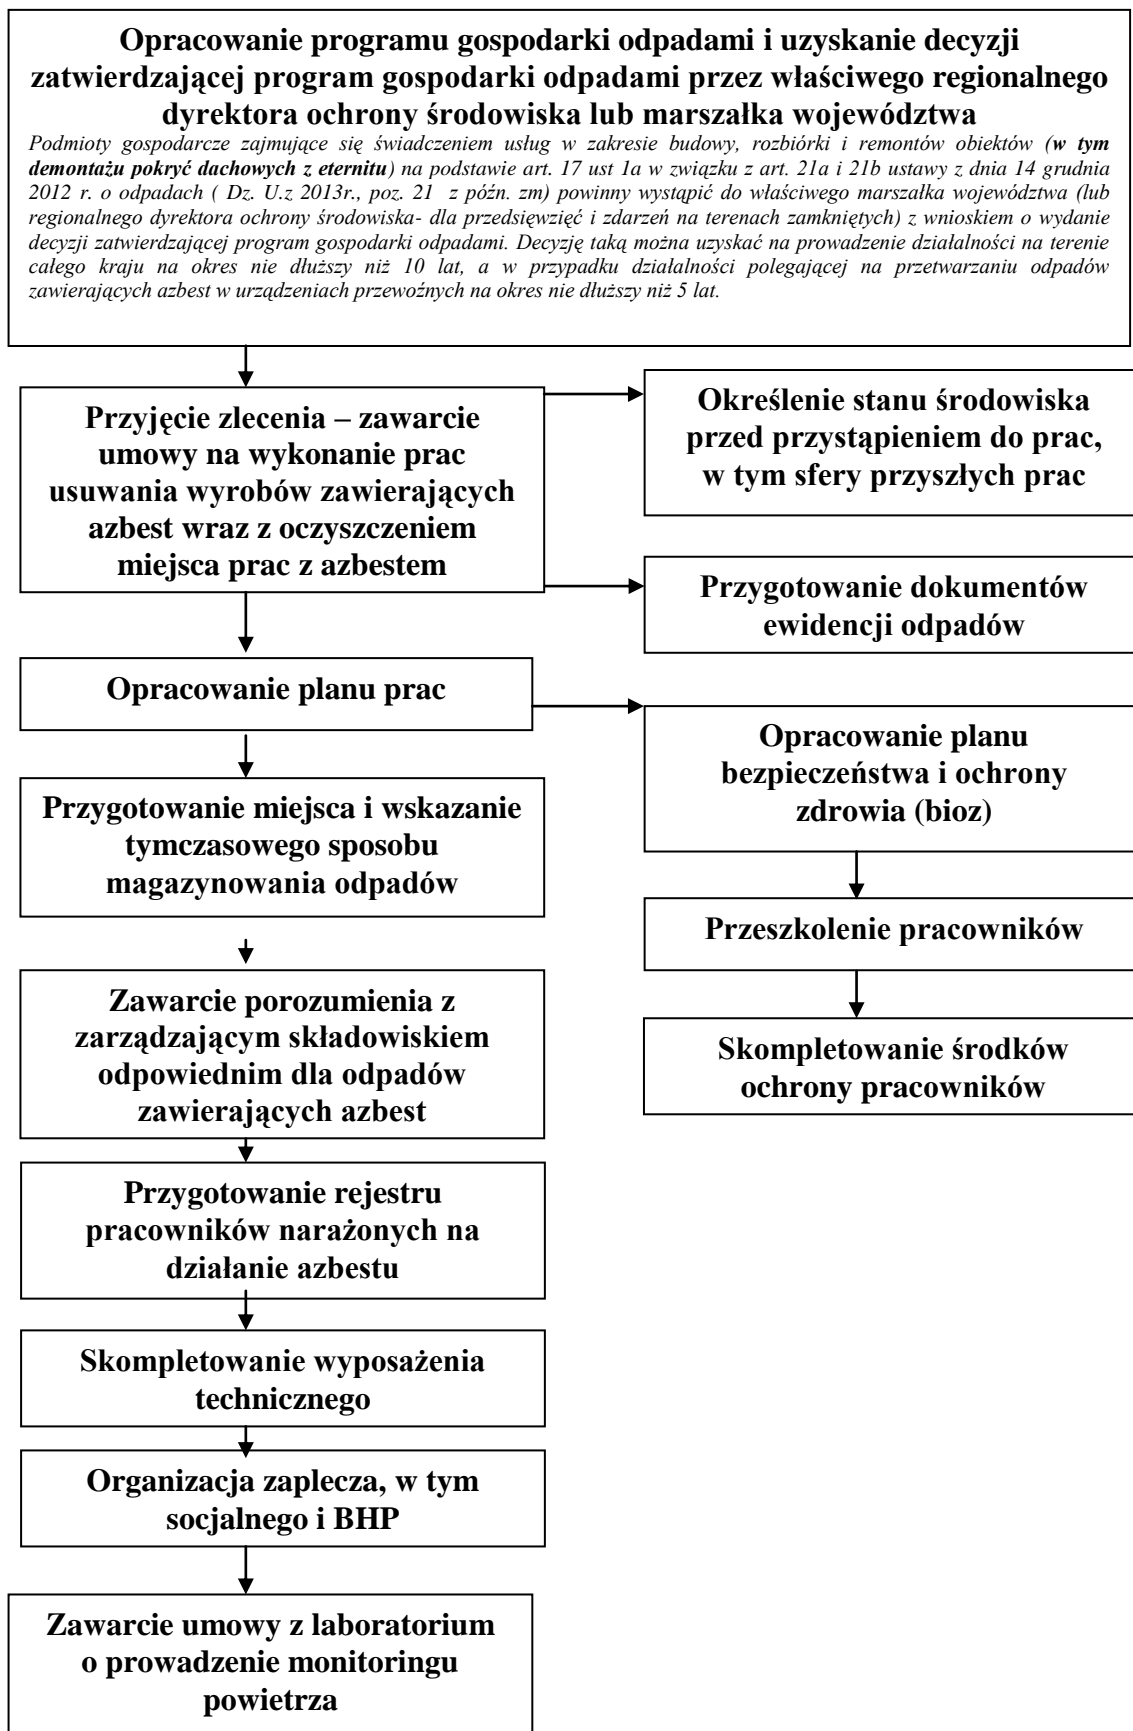 Opracowanie programu gospodarki odpadami i uzyskanie decyzji
zatwierdzającej program gospodarki odpadami przez właściwego regionalnego
dyrektora ochrony środowiska lub marszałka województwa
Podmioty gospodarcze zajmujące się świadczeniem usług w zakresie budowy, rozbiórki i remontów obiektów (w tym
demontażu pokryć dachowych z eternitu) na podstawie art. 17 ust 1a w związku z art. 21a i 21b ustawy z dnia 14 grudnia
2012 r. o odpadach ( Dz. U.z 2013r., poz. 21 z późn. zm) powinny wystąpić do właściwego marszałka województwa (lub
regionalnego dyrektora ochrony środowiska- dla przedsięwzięć i zdarzeń na terenach zamkniętych) z wnioskiem o wydanie
decyzji zatwierdzającej program gospodarki odpadami. Decyzję taką można uzyskać na prowadzenie działalności na terenie
całego kraju na okres nie dłuższy niż 10 lat, a w przypadku działalności polegającej na przetwarzaniu odpadów
zawierających azbest w urządzeniach przewoźnych na okres nie dłuższy niż 5 lat.
Przyjęcie zlecenia – zawarcie
umowy na wykonanie prac
usuwania wyrobów zawierających
azbest wraz z oczyszczeniem
miejsca prac z azbestem
Określenie stanu środowiska
przed przystąpieniem do prac,
w tym sfery przyszłych prac
Przygotowanie dokumentów
ewidencji odpadów
Opracowanie planu prac
Opracowanie planu
bezpieczeństwa i ochrony
zdrowia (bioz)
Przygotowanie miejsca i wskazanie
tymczasowego sposobu
magazynowania odpadów
Przeszkolenie pracowników
Zawarcie porozumienia z
zarządzającym składowiskiem
odpowiednim dla odpadów
zawierających azbest
Skompletowanie środków
ochrony pracowników
Przygotowanie rejestru
pracowników narażonych na
działanie azbestu
Skompletowanie wyposażenia
technicznego
Organizacja zaplecza, w tym
socjalnego i BHP
Zawarcie umowy z laboratorium
o prowadzenie monitoringu
powietrza